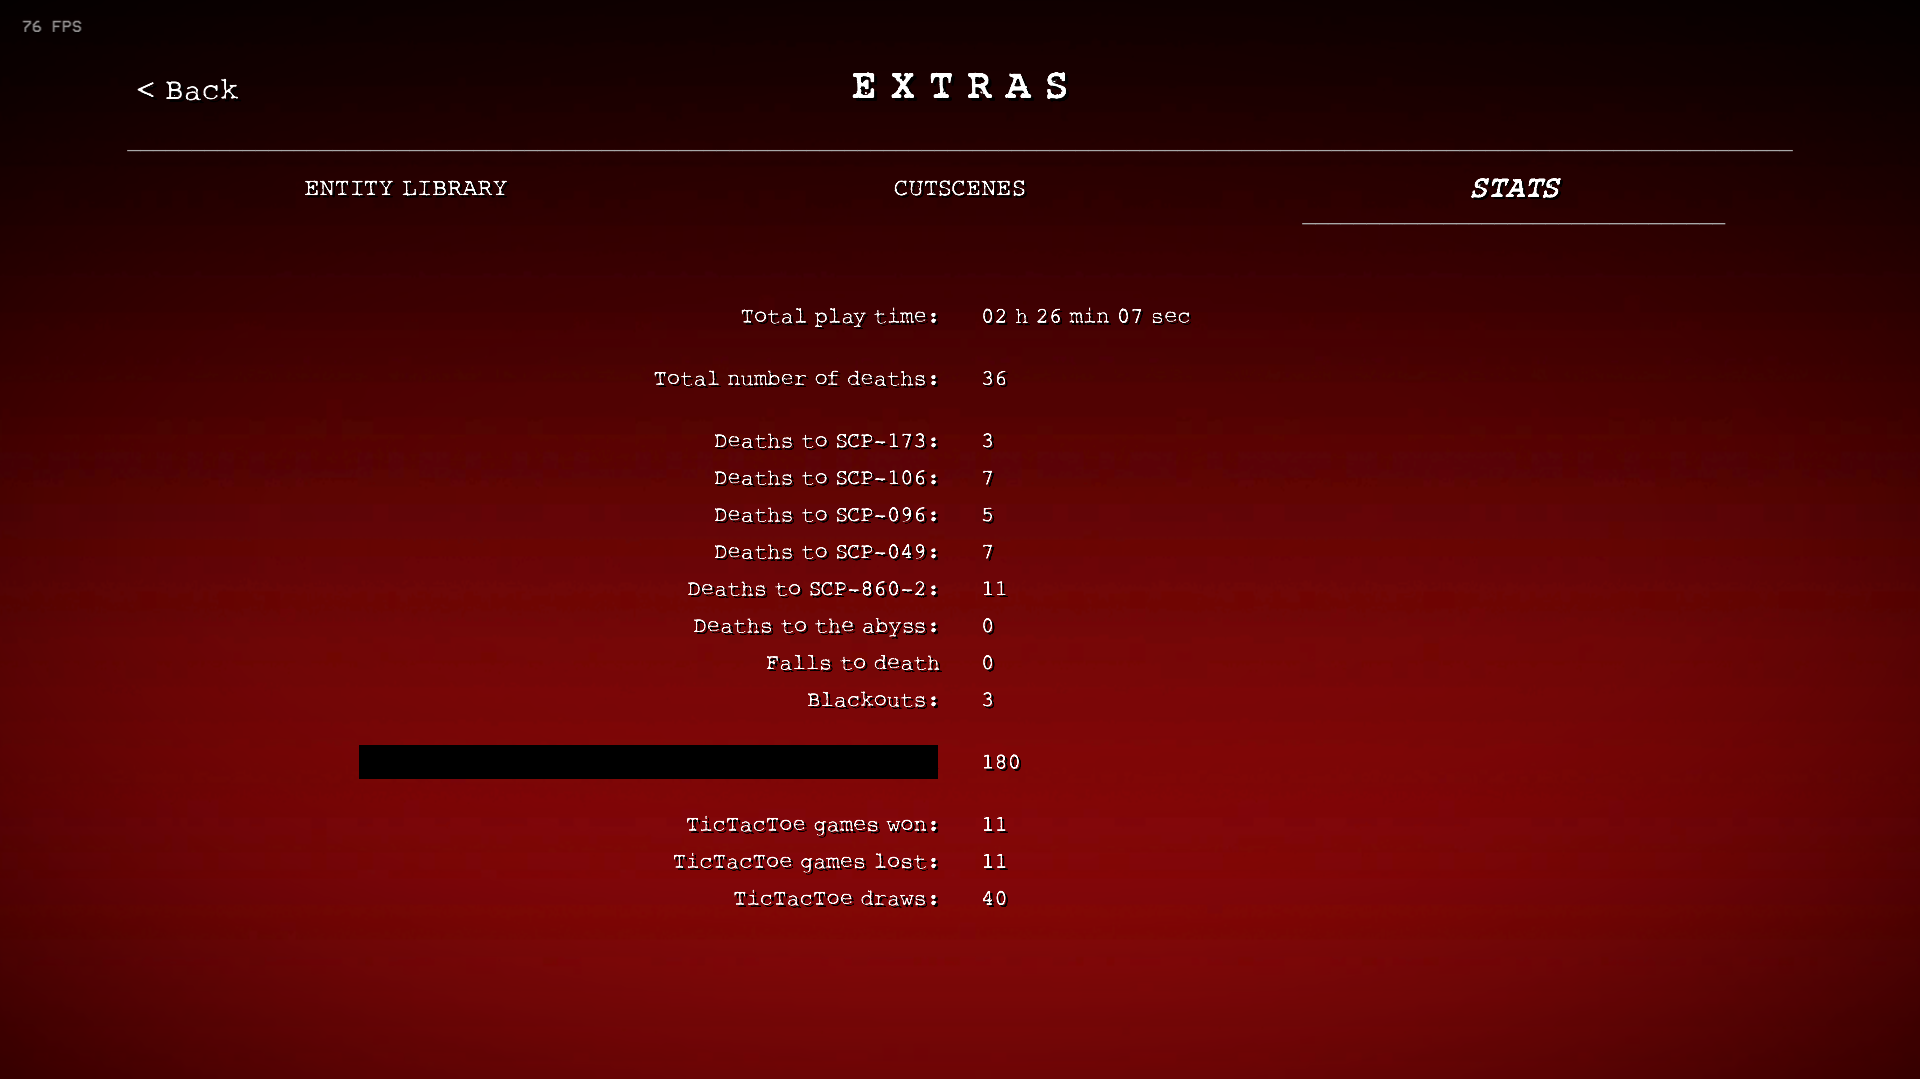 76 FPS
< Back
EXTRAS
ENTITY LIBRARY
CUTSCENES
STATS
Total play time: 02 h 26 min 07 sec
Total number of deaths: 36
Deaths to SCP-173: 3
Deaths to SCP-106: 7
Deaths to SCP-096: 5
Deaths to SCP-049: 7
Deaths to SCP-860-2: 11
Deaths to the abyss: 0
Falls to death 0
Blackouts: 3
180
TicTacToe games won: 11
TicTacToe games lost: 11
TicTacToe draws: 40